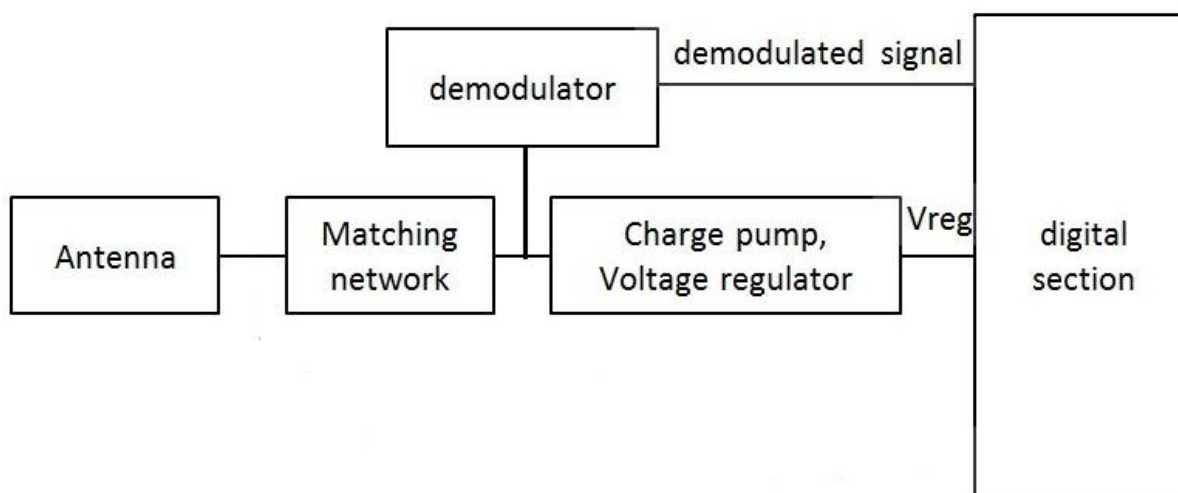 demodulated signal
demodulator
Antenna
Matching
network
Charge pump,
Voltage regulator
Vreg
digital
section